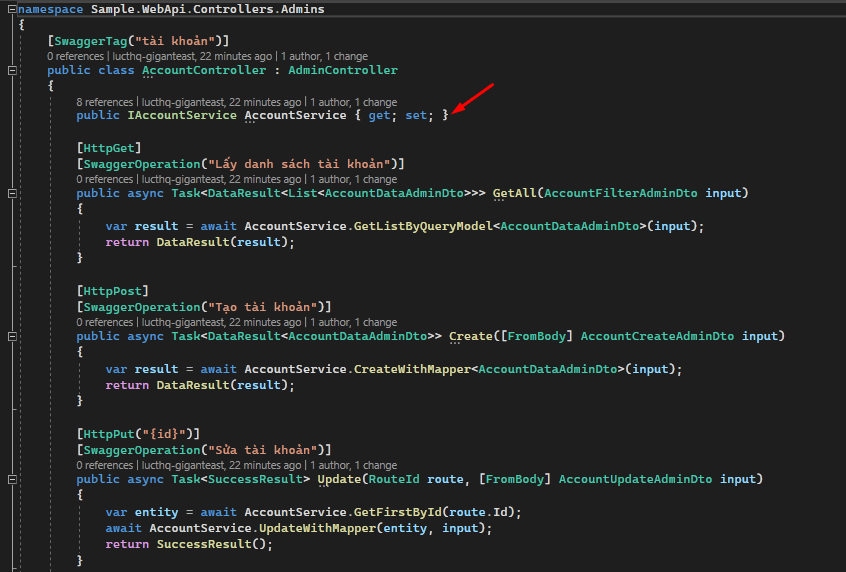 namespace Sample.WebApi.Controllers.Admins
{
[SwaggerTag("tài khoản")]
0 references | lucthq-giganteast, 22 minutes ago | 1 author, 1 change
public class AccountController : AdminController
{
8 references | lucthq-giganteast, 22 minutes ago | 1 author, 1 change
public IAccountService AccountService { get; set; }
[HttpGet]
[SwaggerOperation("Lấy danh sách tài khoản")]
0 references | lucthq-giganteast, 22 minutes ago | 1 author, 1 change
public async Task<DataResult<List<AccountDataAdminDto>>> GetAll(AccountFilterAdminDto input)
{
var result = await AccountService.GetListByQueryModel<AccountDataAdminDto>(input);
return DataResult(result);
}
[HttpPost]
[SwaggerOperation("Tạo tài khoản")]
0 references | lucthq-giganteast, 22 minutes ago | 1 author, 1 change
public async Task<DataResult<AccountDataAdminDto>> Create([FromBody] AccountCreateAdminDto input)
{
var result = await AccountService.CreateWithMapper<AccountDataAdminDto>(input);
return DataResult(result);
}
[HttpPut("{id}")]
[SwaggerOperation("Sửa tài khoản")]
0 references | lucthq-giganteast, 22 minutes ago | 1 author, 1 change
public async Task<SuccessResult> Update(RouteId route, [FromBody] AccountUpdateAdminDto input)
{
var entity = await AccountService.GetFirstById(route.Id);
await AccountService.UpdateWithMapper(entity, input);
return SuccessResult();
}